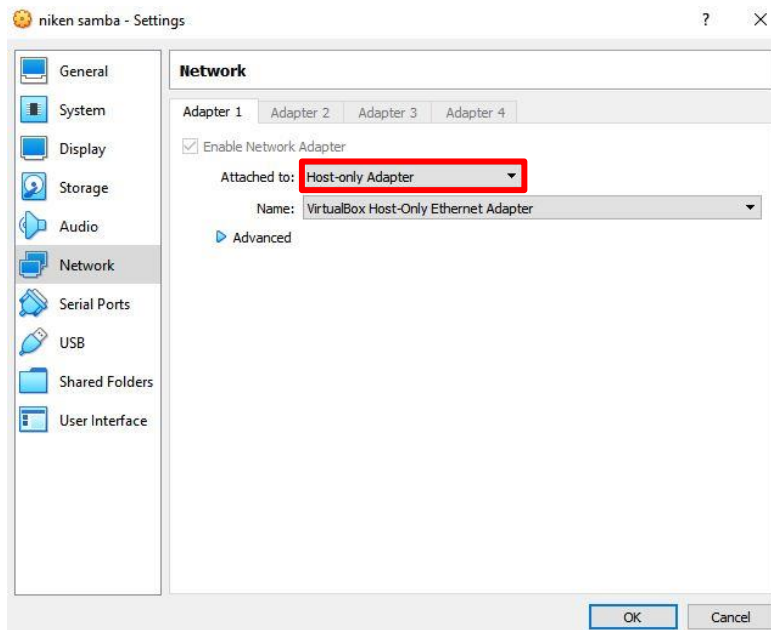 niken samba - Settings
?
General
System
Display
Storage
Audio
Network
Serial Ports
USB
Shared Folders
User Interface
Network
Adapter 1 Adapter 2 Adapter 3 Adapter 4
Enable Network Adapter
Attached to: Host-only Adapter
Name: VirtualBox Host-Only Ethernet Adapter
Advanced
OK Cancel